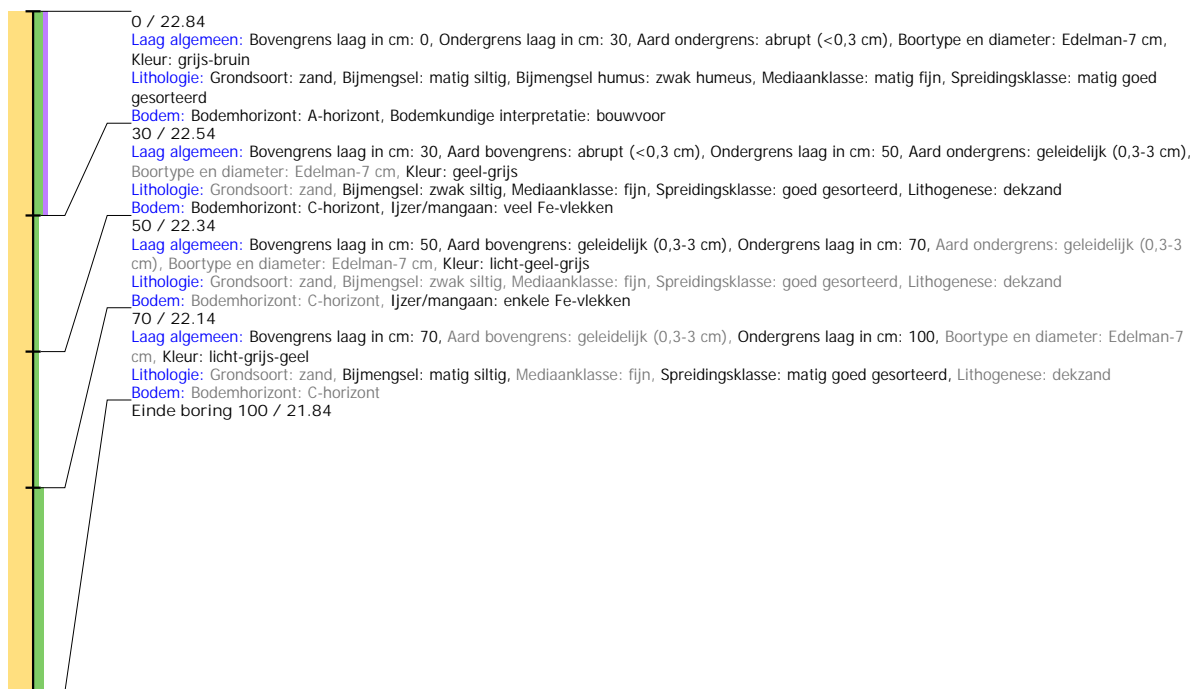 0 / 22.84
Laag algemeen: Bovengrens laag in cm: 0, Ondergrens laag in cm: 30, Aard ondergrens: abrupt (<0,3 cm), Boortype en diameter: Edelman-7 cm,
Kleur: grijs-bruin
Lithologie: Grondsoort: zand, Bijmengsel: matig siltig, Bijmengsel humus: zwak humeus, Mediaanklasse: matig fijn, Spreidingsklasse: matig goed
gesorteerd
Bodem: Bodemhorizont: A-horizont, Bodemkundige interpretatie: bouwvoor
30 / 22.54
Laag algemeen: Bovengrens laag in cm: 30, Aard bovengrens: abrupt (<0,3 cm), Ondergrens laag in cm: 50, Aard ondergrens: geleidelijk (0,3-3 cm),
Boortype en diameter: Edelman-7 cm, Kleur: geel-grijs
Lithologie: Grondsoort: zand, Bijmengsel: zwak siltig, Mediaanklasse: fijn, Spreidingsklasse: goed gesorteerd, Lithogenese: dekzand
Bodem: Bodemhorizont: C-horizont, Ijzer/mangaan: veel Fe-vlekken
50 / 22.34
Laag algemeen: Bovengrens laag in cm: 50, Aard bovengrens: geleidelijk (0,3-3 cm), Ondergrens laag in cm: 70, Aard ondergrens: geleidelijk (0,3-3
cm), Boortype en diameter: Edelman-7 cm, Kleur: licht-geel-grijs
Lithologie: Grondsoort: zand, Bijmengsel: zwak siltig, Mediaanklasse: fijn, Spreidingsklasse: goed gesorteerd, Lithogenese: dekzand
Bodem: Bodemhorizont: C-horizont, Ijzer/mangaan: enkele Fe-vlekken
70 / 22.14
Laag algemeen: Bovengrens laag in cm: 70, Aard bovengrens: geleidelijk (0,3-3 cm), Ondergrens laag in cm: 100, Boortype en diameter: Edelman-7
cm, Kleur: licht-grijs-geel
Lithologie: Grondsoort: zand, Bijmengsel: matig siltig, Mediaanklasse: fijn, Spreidingsklasse: matig goed gesorteerd, Lithogenese: dekzand
Bodem: Bodemhorizont: C-horizont
Einde boring 100 / 21.84